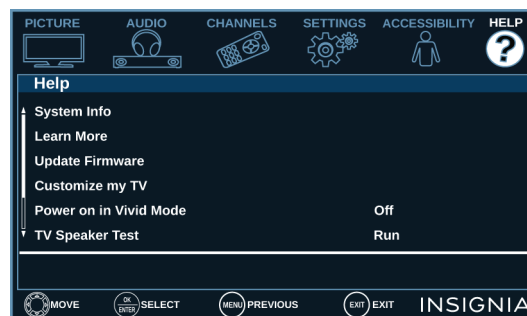 PICTURE AUDIO CHANNELS SETTINGS ACCESSIBILITY HELP
?
Help
System Info
Learn More
Update Firmware
Customize my TV
Power on in Vivid Mode Off
TV Speaker Test Run
MOVE OK ENTER SELECT MENU PREVIOUS EXIT EXIT INSIGNIA